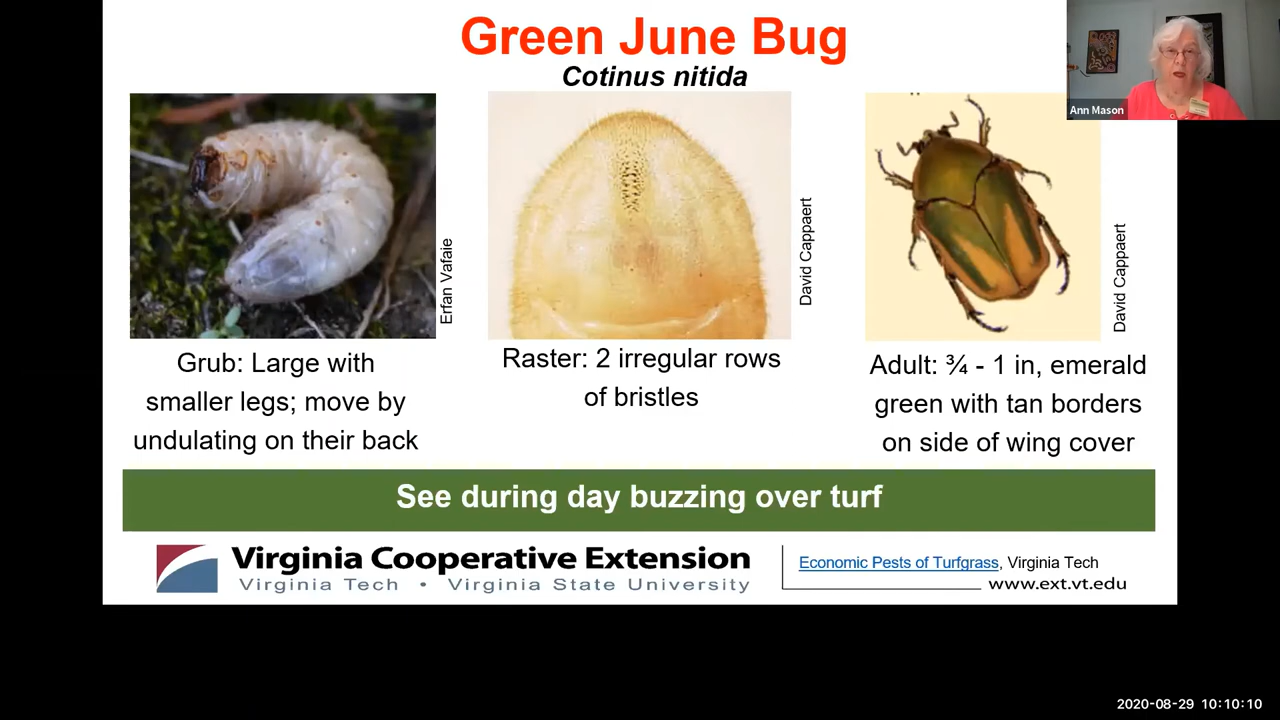 Green June Bug
Cotinus nitida
Ann Mason
Erfan Vafaie
David Cappaert
David Cappaert
Grub: Large with
smaller legs; move by
undulating on their back
Raster: 2 irregular rows
of bristles
Adult: ¾ - 1 in, emerald
green with tan borders
on side of wing cover
See during day buzzing over turf
Virginia Cooperative Extension
Virginia Tech • Virginia State University
Economic Pests of Turfgrass, Virginia Tech
www.ext.vt.edu
2020-08-29 10:10:10